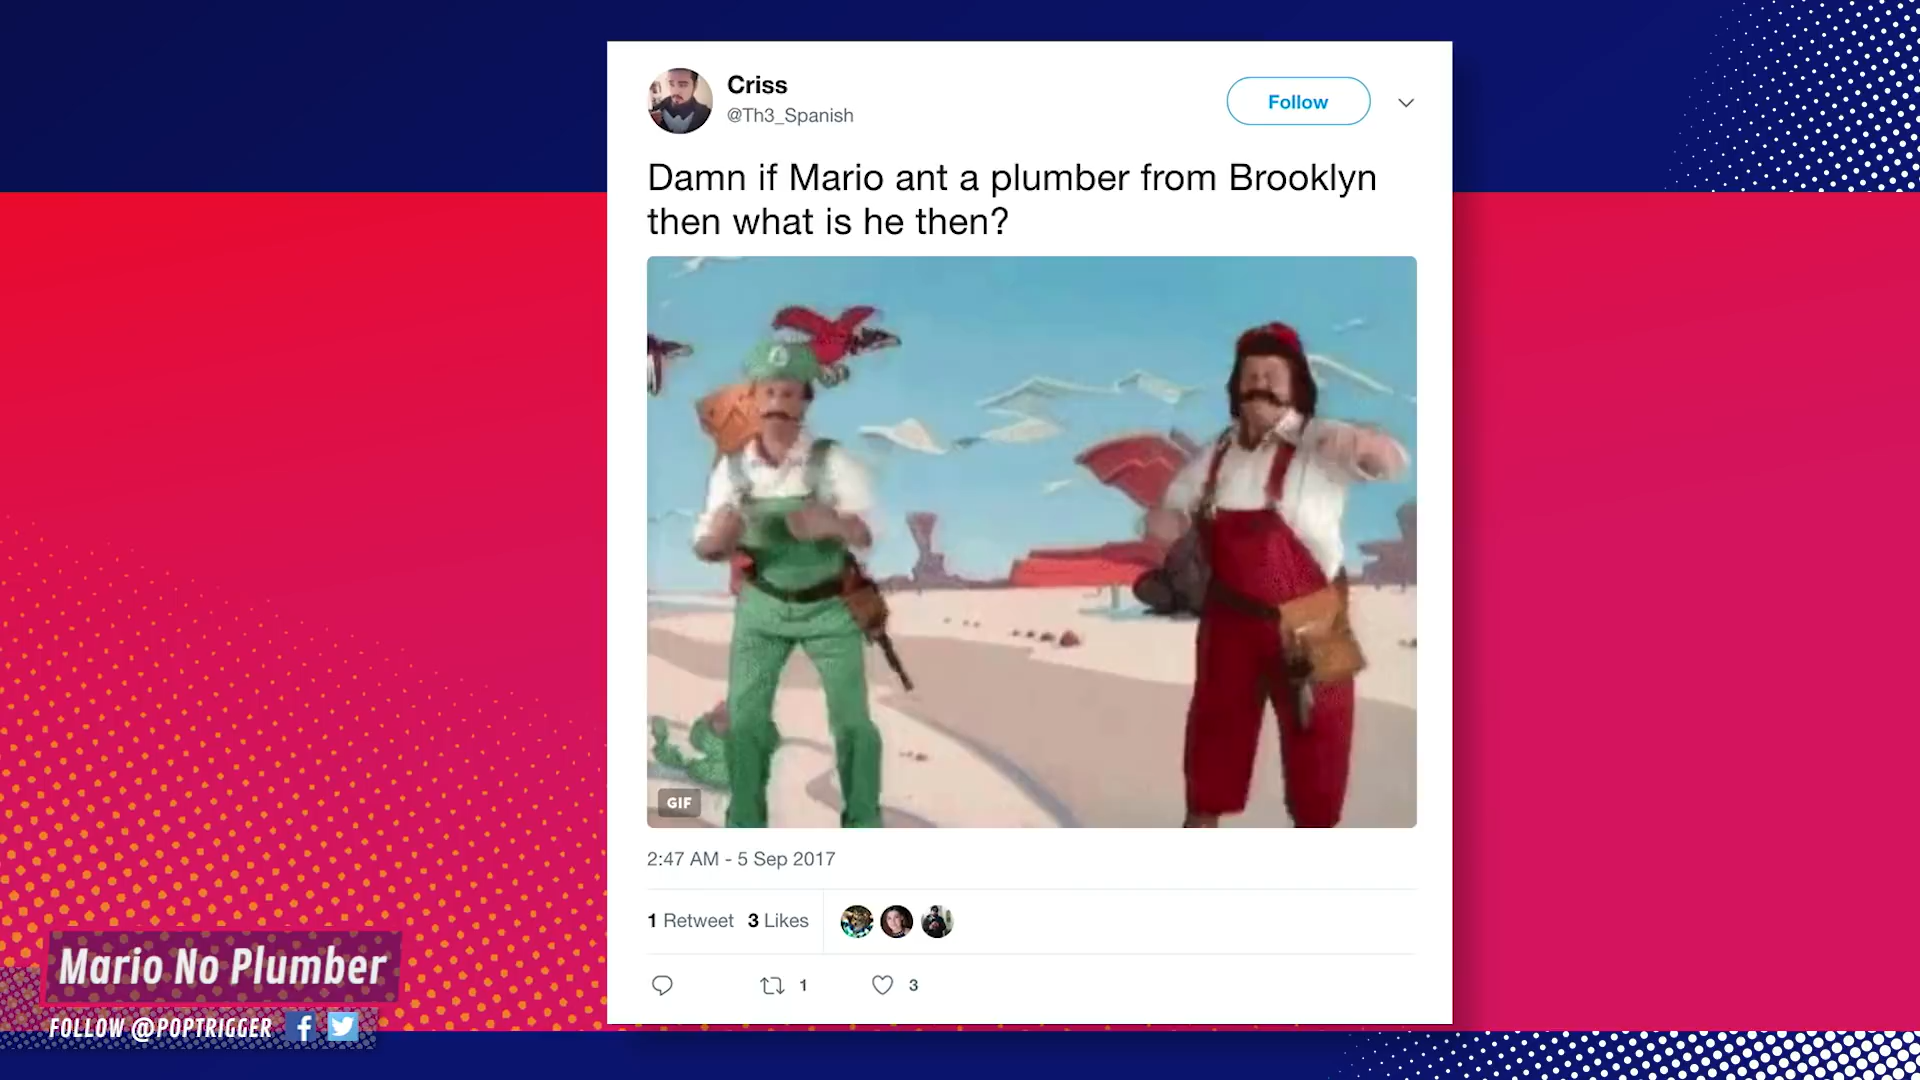 Criss
@Th3_Spanish
Follow
Damn if Mario ant a plumber from Brooklyn
then what is he then?
GIF
2:47 AM - 5 Sep 2017
1 Retweet 3 Likes
1 3
Mario No Plumber
FOLLOW @POPTRIGGER